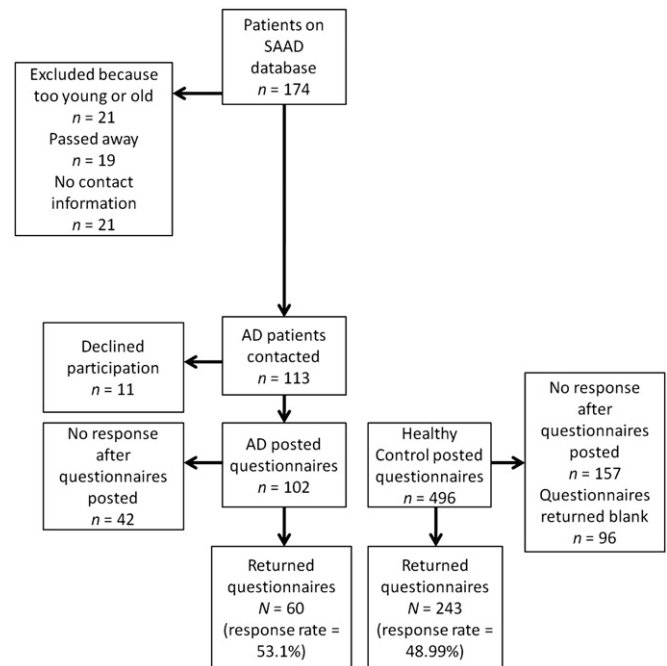 Patients on
SAAD
database
n = 174
Excluded because
too young or old
n = 21
Passed away
n = 19
No contact
information
n = 21
AD patients
contacted
n = 113
Declined
participation
n = 11
AD posted
questionnaires
n = 102
No response
after
questionnaires
posted
n = 42
Healthy
Control posted
questionnaires
n = 496
No response
after
questionnaires
posted
n = 157
Questionnaires
returned blank
n = 96
Returned
questionnaires
N = 60
(response rate =
53.1%)
Returned
questionnaires
N = 243
(response rate =
48.99%)